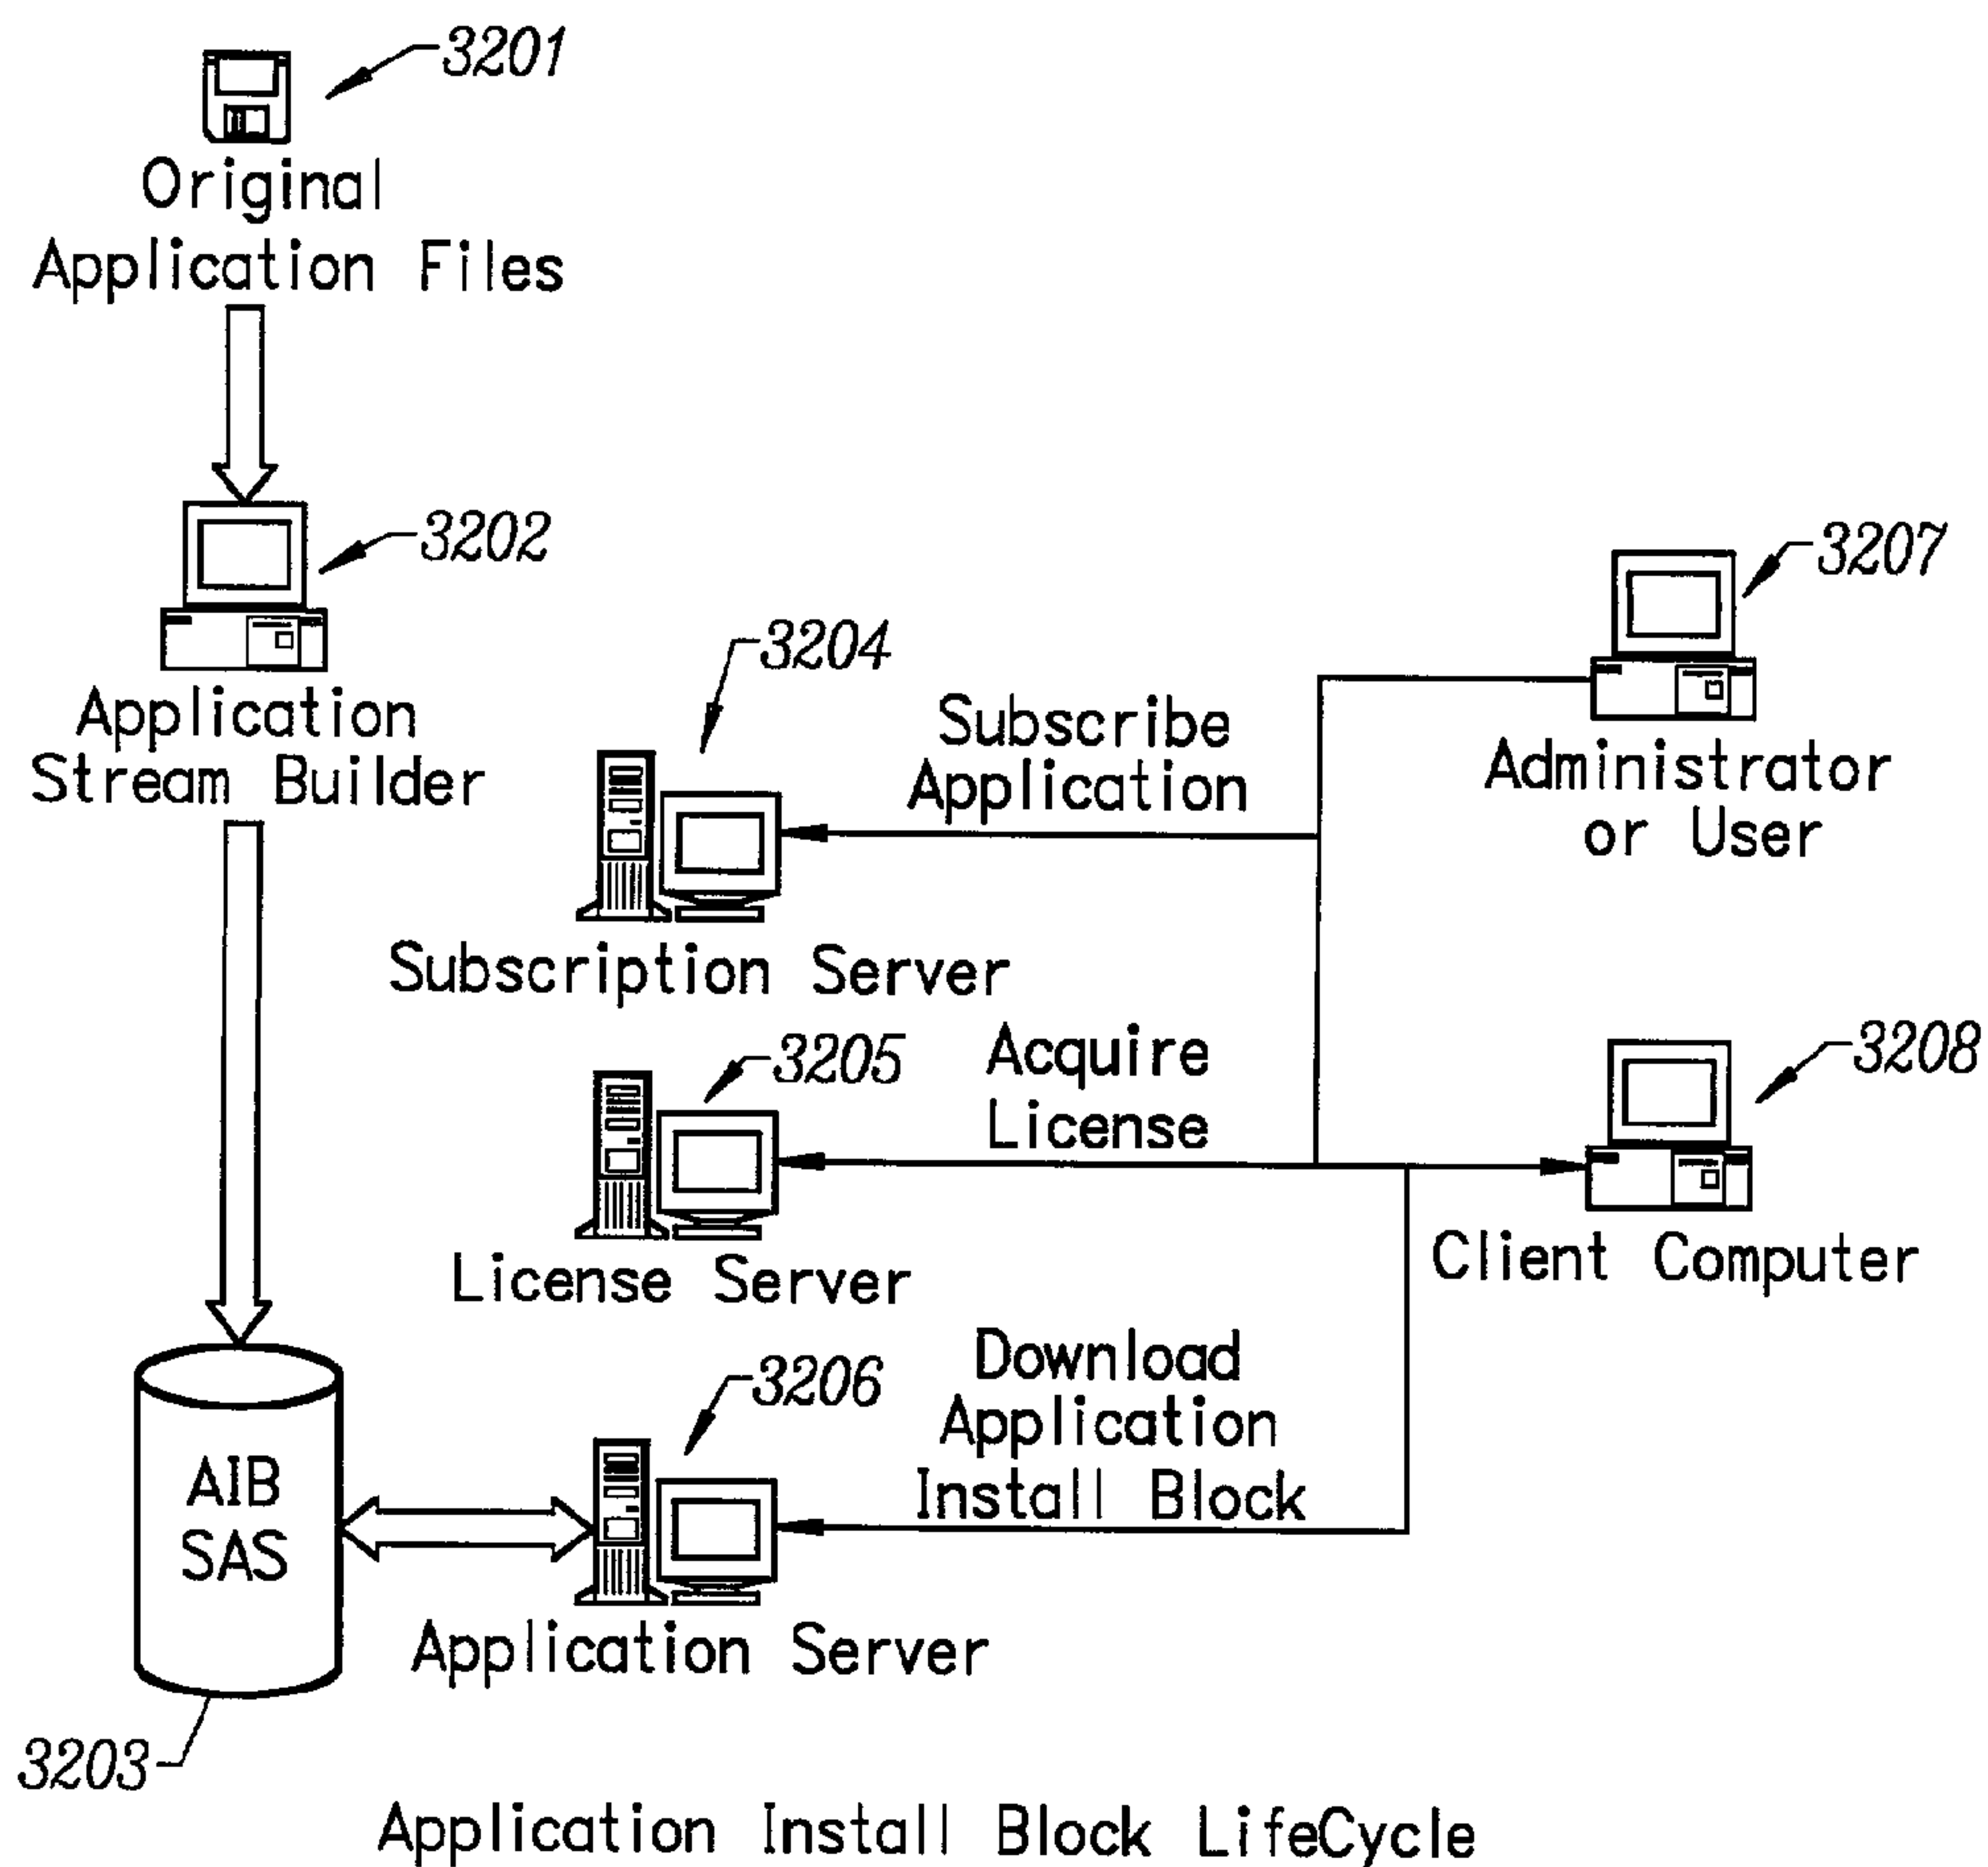 3201
Original
Application Files
3202
Application
Stream Builder
3204
Subscribe
Application
3207
Administrator
or User
Subscription Server
3205
Acquire
License
3208
License Server
Client Computer
3206
Download
Application
Install Block
AIB
SAS
Application Server
3203
Application Install Block LifeCycle